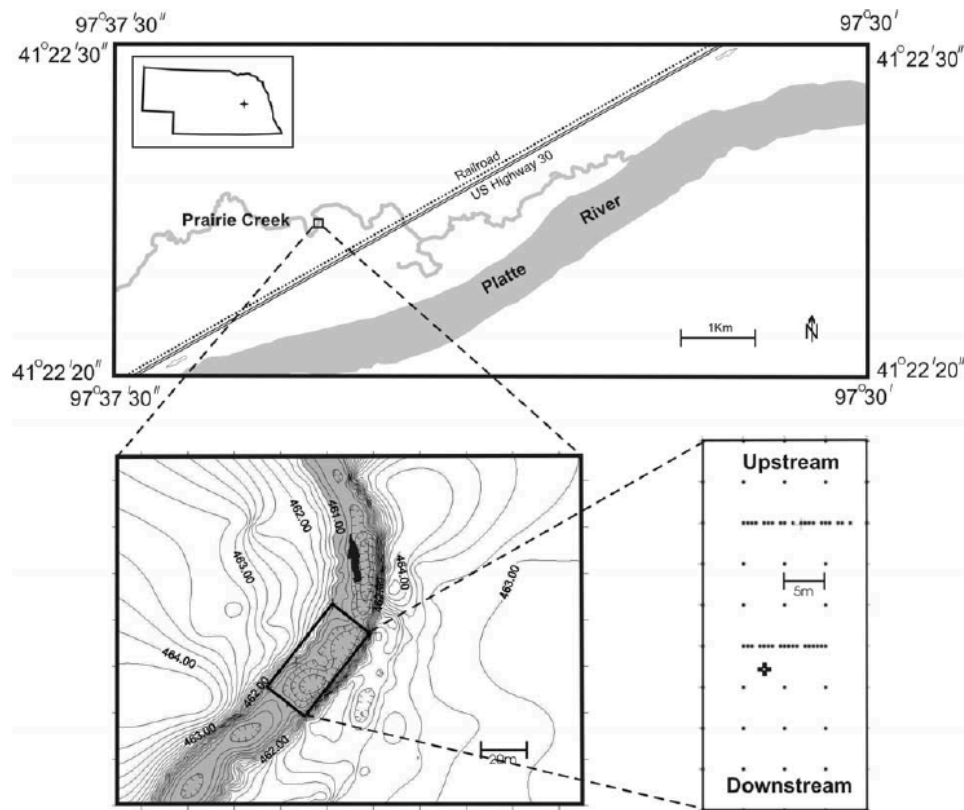 97° 37' 30"
97° 30'
41° 22' 30"
41° 22' 30"
Railroad
US Highway 30
Prairie Creek
River
Platte
1Km
N
41° 22' 20"
41° 22' 20"
97° 37' 30"
97° 30'
Upstream
461.00
462.00
463.00
464.00
463.00
5m
464.00
462.00
463.00
462.00
20m
Downstream